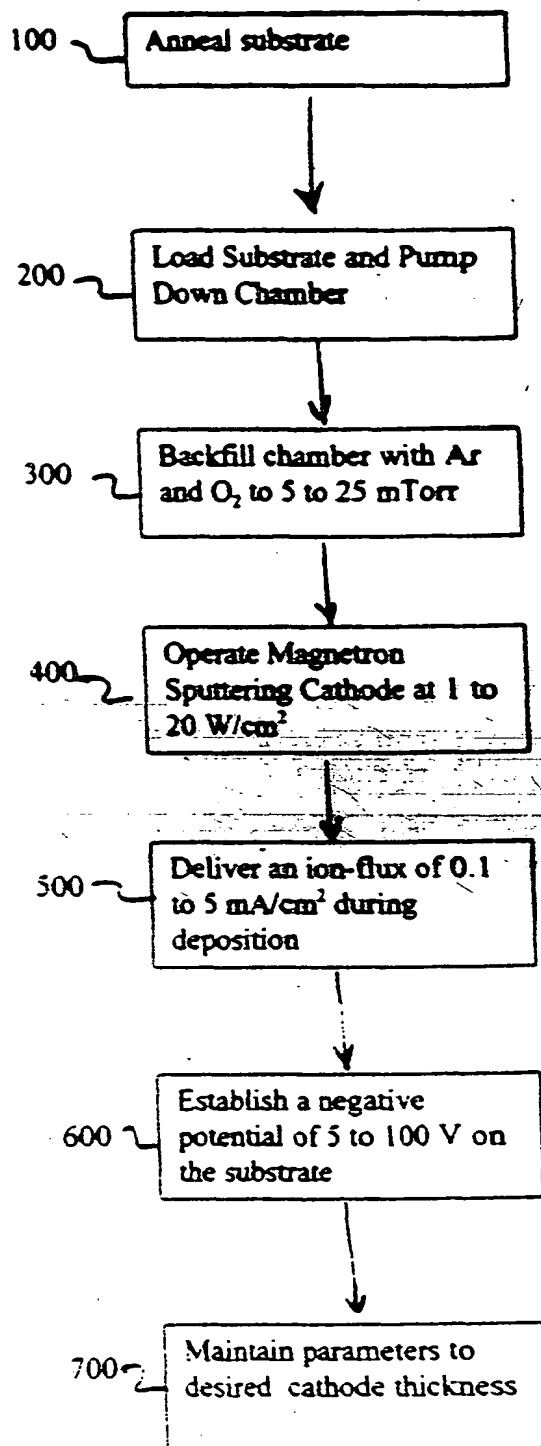 100
Anneal substrate
200
Load Substrate and Pump
Down Chamber
300
Backfill chamber with Ar
and O₂ to 5 to 25 mTorr
400
Operate Magnetron
Sputtering Cathode at 1 to
20 W/cm²
500
Deliver an ion-flux of 0.1
to 5 mA/cm² during
deposition
600
Establish a negative
potential of 5 to 100 V on
the substrate
700
Maintain parameters to
desired cathode thickness